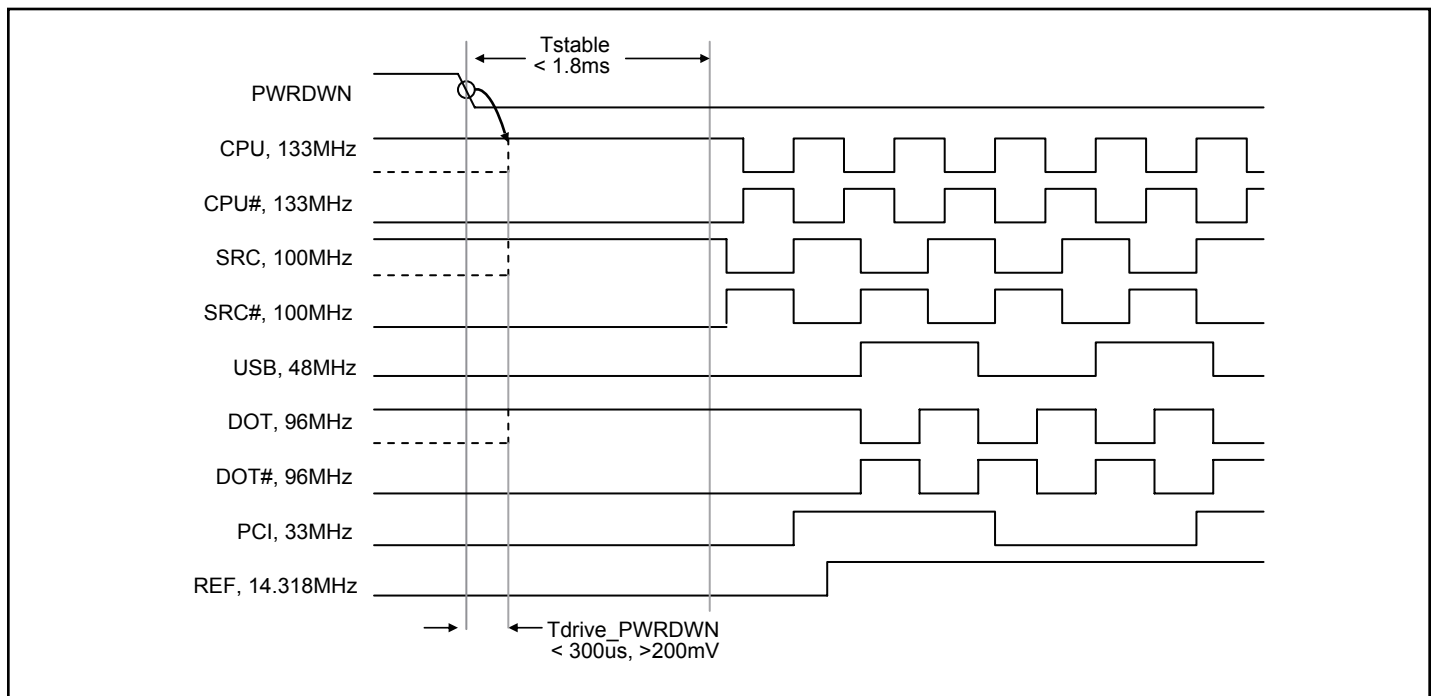 Tstable
< 1.8ms
PWRDWN
CPU, 133MHz
CPU#, 133MHz
SRC, 100MHz
SRC#, 100MHz
USB, 48MHz
DOT, 96MHz
DOT#, 96MHz
PCI, 33MHz
REF, 14.318MHz
Tdrive_PWRDWN
< 300us, >200mV